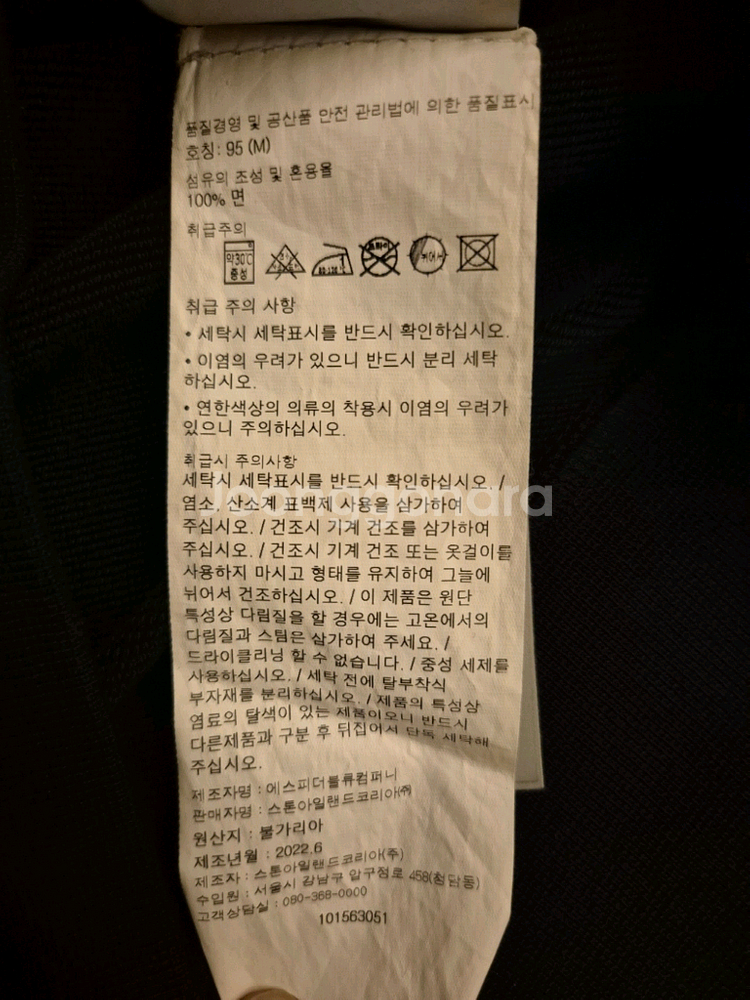 품질경영 및 공산품 안전 관리법에 의한 품질표시
호칭: 95 (M)
섬유의 조성 및 혼용율
100% 면
취급주의
약30℃
중성
뉘어서
취급 주의 사항
• 세탁시 세탁표시를 반드시 확인하십시오.
• 이염의 우려가 있으니 반드시 분리 세탁
하십시오.
• 연한색상의 의류의 착용시 이염의 우려가
있으니 주의하십시오.
취급시 주의사항
세탁시 세탁표시를 반드시 확인하십시오. /
염소, 산소계 표백제 사용을 삼가하여
주십시오. / 건조시 기계 건조를 삼가하여
주십시오. / 건조시 기계 건조 또는 옷걸이를
사용하지 마시고 형태를 유지하여 그늘에
뉘어서 건조하십시오. / 이 제품은 원단
특성상 다림질을 할 경우에는 고온에서의
다림질과 스팀은 삼가하여 주세요. /
드라이클리닝 할 수 없습니다. / 중성 세제를
사용하십시오. / 세탁 전에 탈부착식
부자재를 분리하십시오. / 제품의 특성상
염료의 탈색이 있는 제품이오니 반드시
다른제품과 구분 후 뒤집어서 단독 세탁해
주십시오.
제조자명 : 에스피더블류컴퍼니
판매자명 : 스톤아일랜드코리아㈜
원산지 : 불가리아
제조년월 : 2022.6
제조자 : 스톤아일랜드코리아(주)
수입원 : 서울시 강남구 압구정로 458(청담동)
고객상담실 : 080-368-0000
101563051